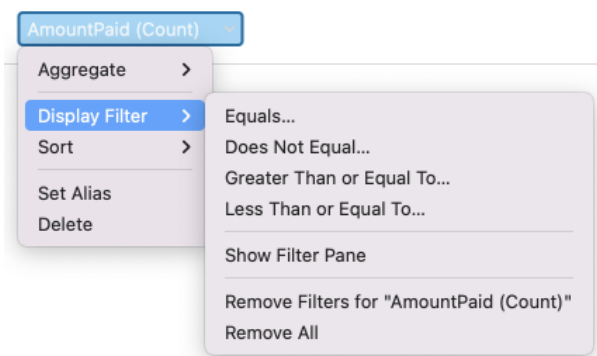 AmountPaid (Count)
Aggregate
Display Filter
Sort
Set Alias
Delete
Equals...
Does Not Equal...
Greater Than or Equal To...
Less Than or Equal To...
Show Filter Pane
Remove Filters for "AmountPaid (Count)"
Remove All